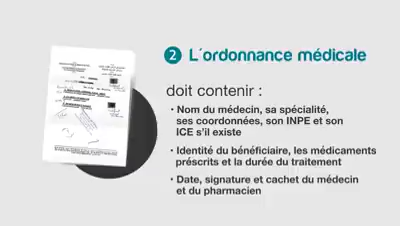 2 L'ordonnance médicale
doit contenir :
• Nom du médecin, sa spécialité,
ses coordonnées, son INPE et son
ICE s'il existe
• Identité du bénéficiaire, les médicaments
préscrits et la durée du traitement
• Date, signature et cachet du médecin
et du pharmacien